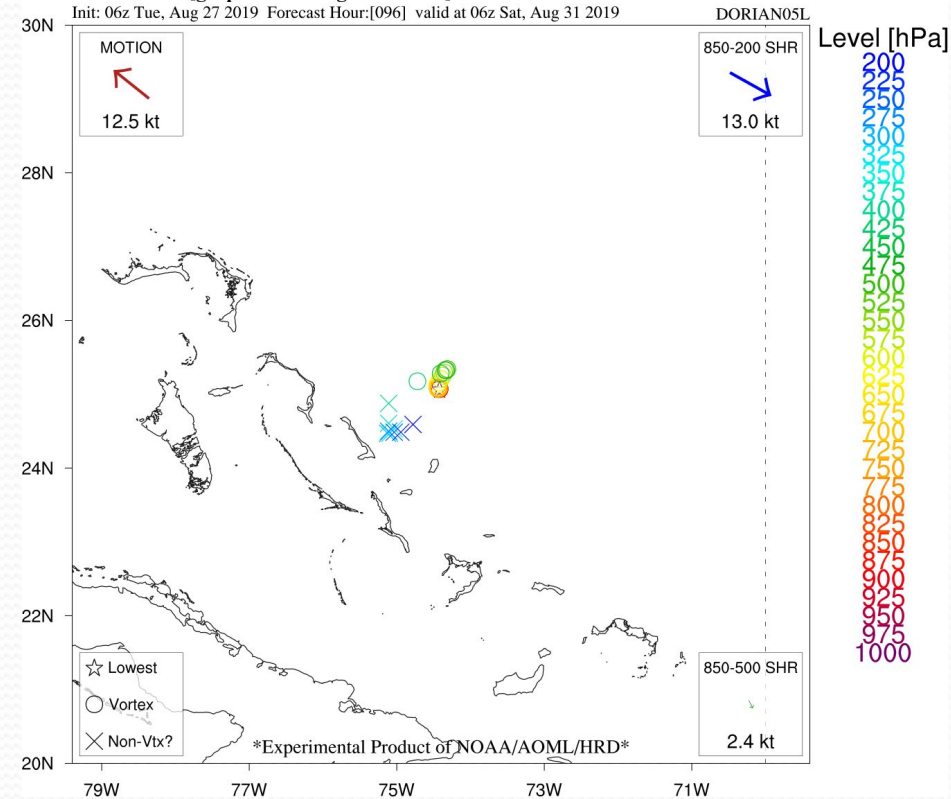 Init: 06z Tue, Aug 27 2019 Forecast Hour:[096] valid at 06z Sat, Aug 31 2019
DORIAN05L
30N
MOTION
12.5 kt
850-200 SHR
13.0 kt
Level [hPa]
200
225
250
275
300
325
350
375
400
425
450
475
500
525
550
575
600
625
650
675
700
725
750
775
800
825
850
875
900
925
950
975
1000
28N
26N
24N
22N
Lowest
Vortex
Non-Vtx?
850-500 SHR
2.4 kt
*Experimental Product of NOAA/AOML/HRD*
20N
79W
77W
75W
73W
71W